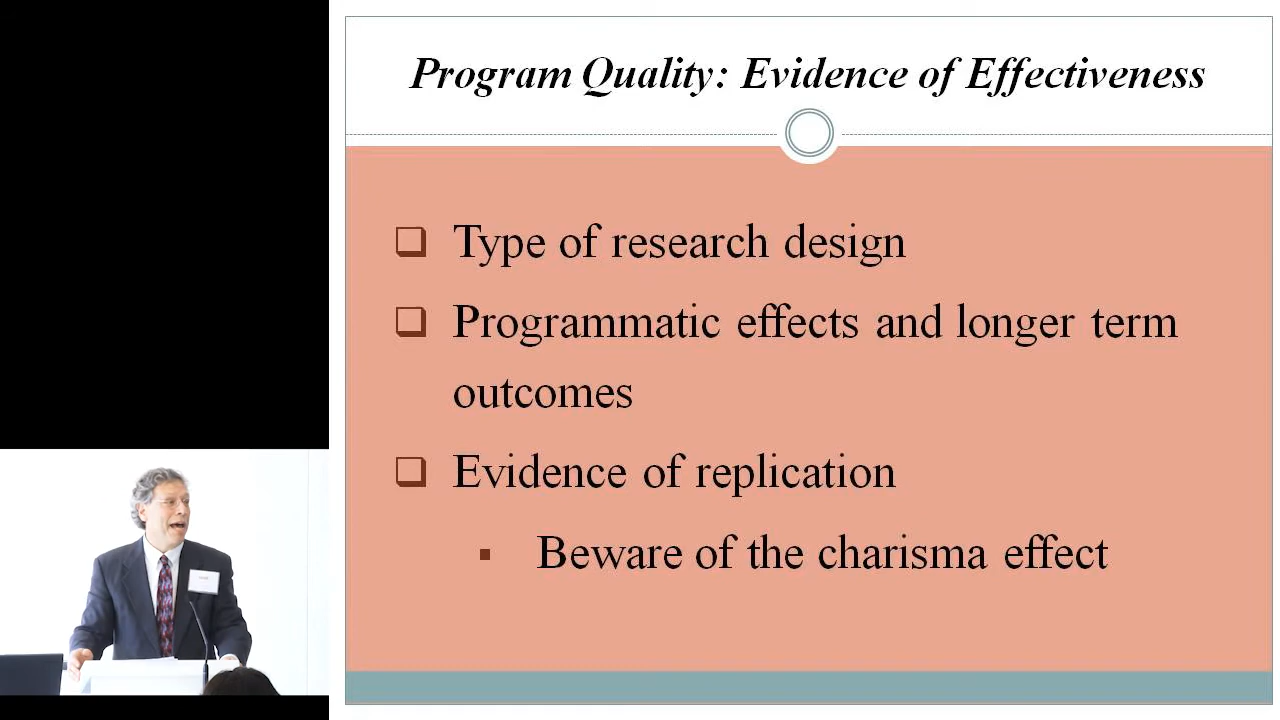 Program Quality: Evidence of Effectiveness
Type of research design
Programmatic effects and longer term
outcomes
Evidence of replication
Beware of the charisma effect